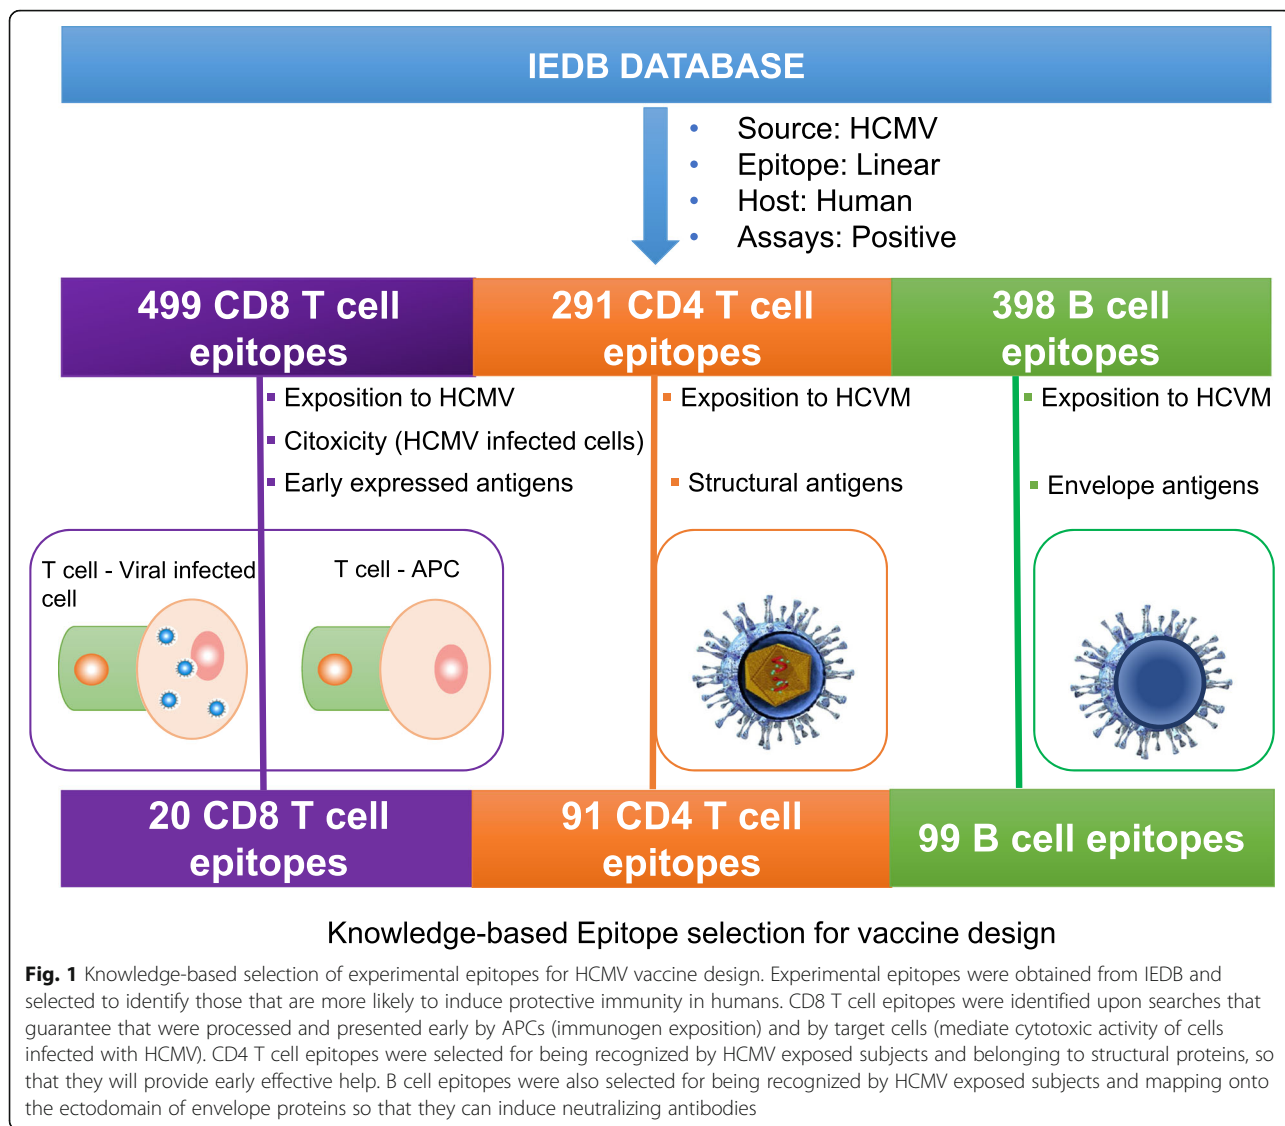 IEDB DATABASE
• Source: HCMV
• Epitope: Linear
• Host: Human
• Assays: Positive
499 CD8 T cell
epitopes
291 CD4 T cell
epitopes
398 B cell
epitopes
▪ Exposition to HCMV
▪ Citoxicity (HCMV infected cells)
▪ Early expressed antigens
▪ Exposition to HCVM
▪ Structural antigens
▪ Exposition to HCVM
▪ Envelope antigens
T cell - Viral infected
cell
T cell - APC
20 CD8 T cell
epitopes
91 CD4 T cell
epitopes
99 B cell epitopes
Knowledge-based Epitope selection for vaccine design
Fig. 1 Knowledge-based selection of experimental epitopes for HCMV vaccine design. Experimental epitopes were obtained from IEDB and
selected to identify those that are more likely to induce protective immunity in humans. CD8 T cell epitopes were identified upon searches that
guarantee that were processed and presented early by APCs (immunogen exposition) and by target cells (mediate cytotoxic activity of cells
infected with HCMV). CD4 T cell epitopes were selected for being recognized by HCMV exposed subjects and belonging to structural proteins, so
that they will provide early effective help. B cell epitopes were also selected for being recognized by HCMV exposed subjects and mapping onto
the ectodomain of envelope proteins so that they can induce neutralizing antibodies